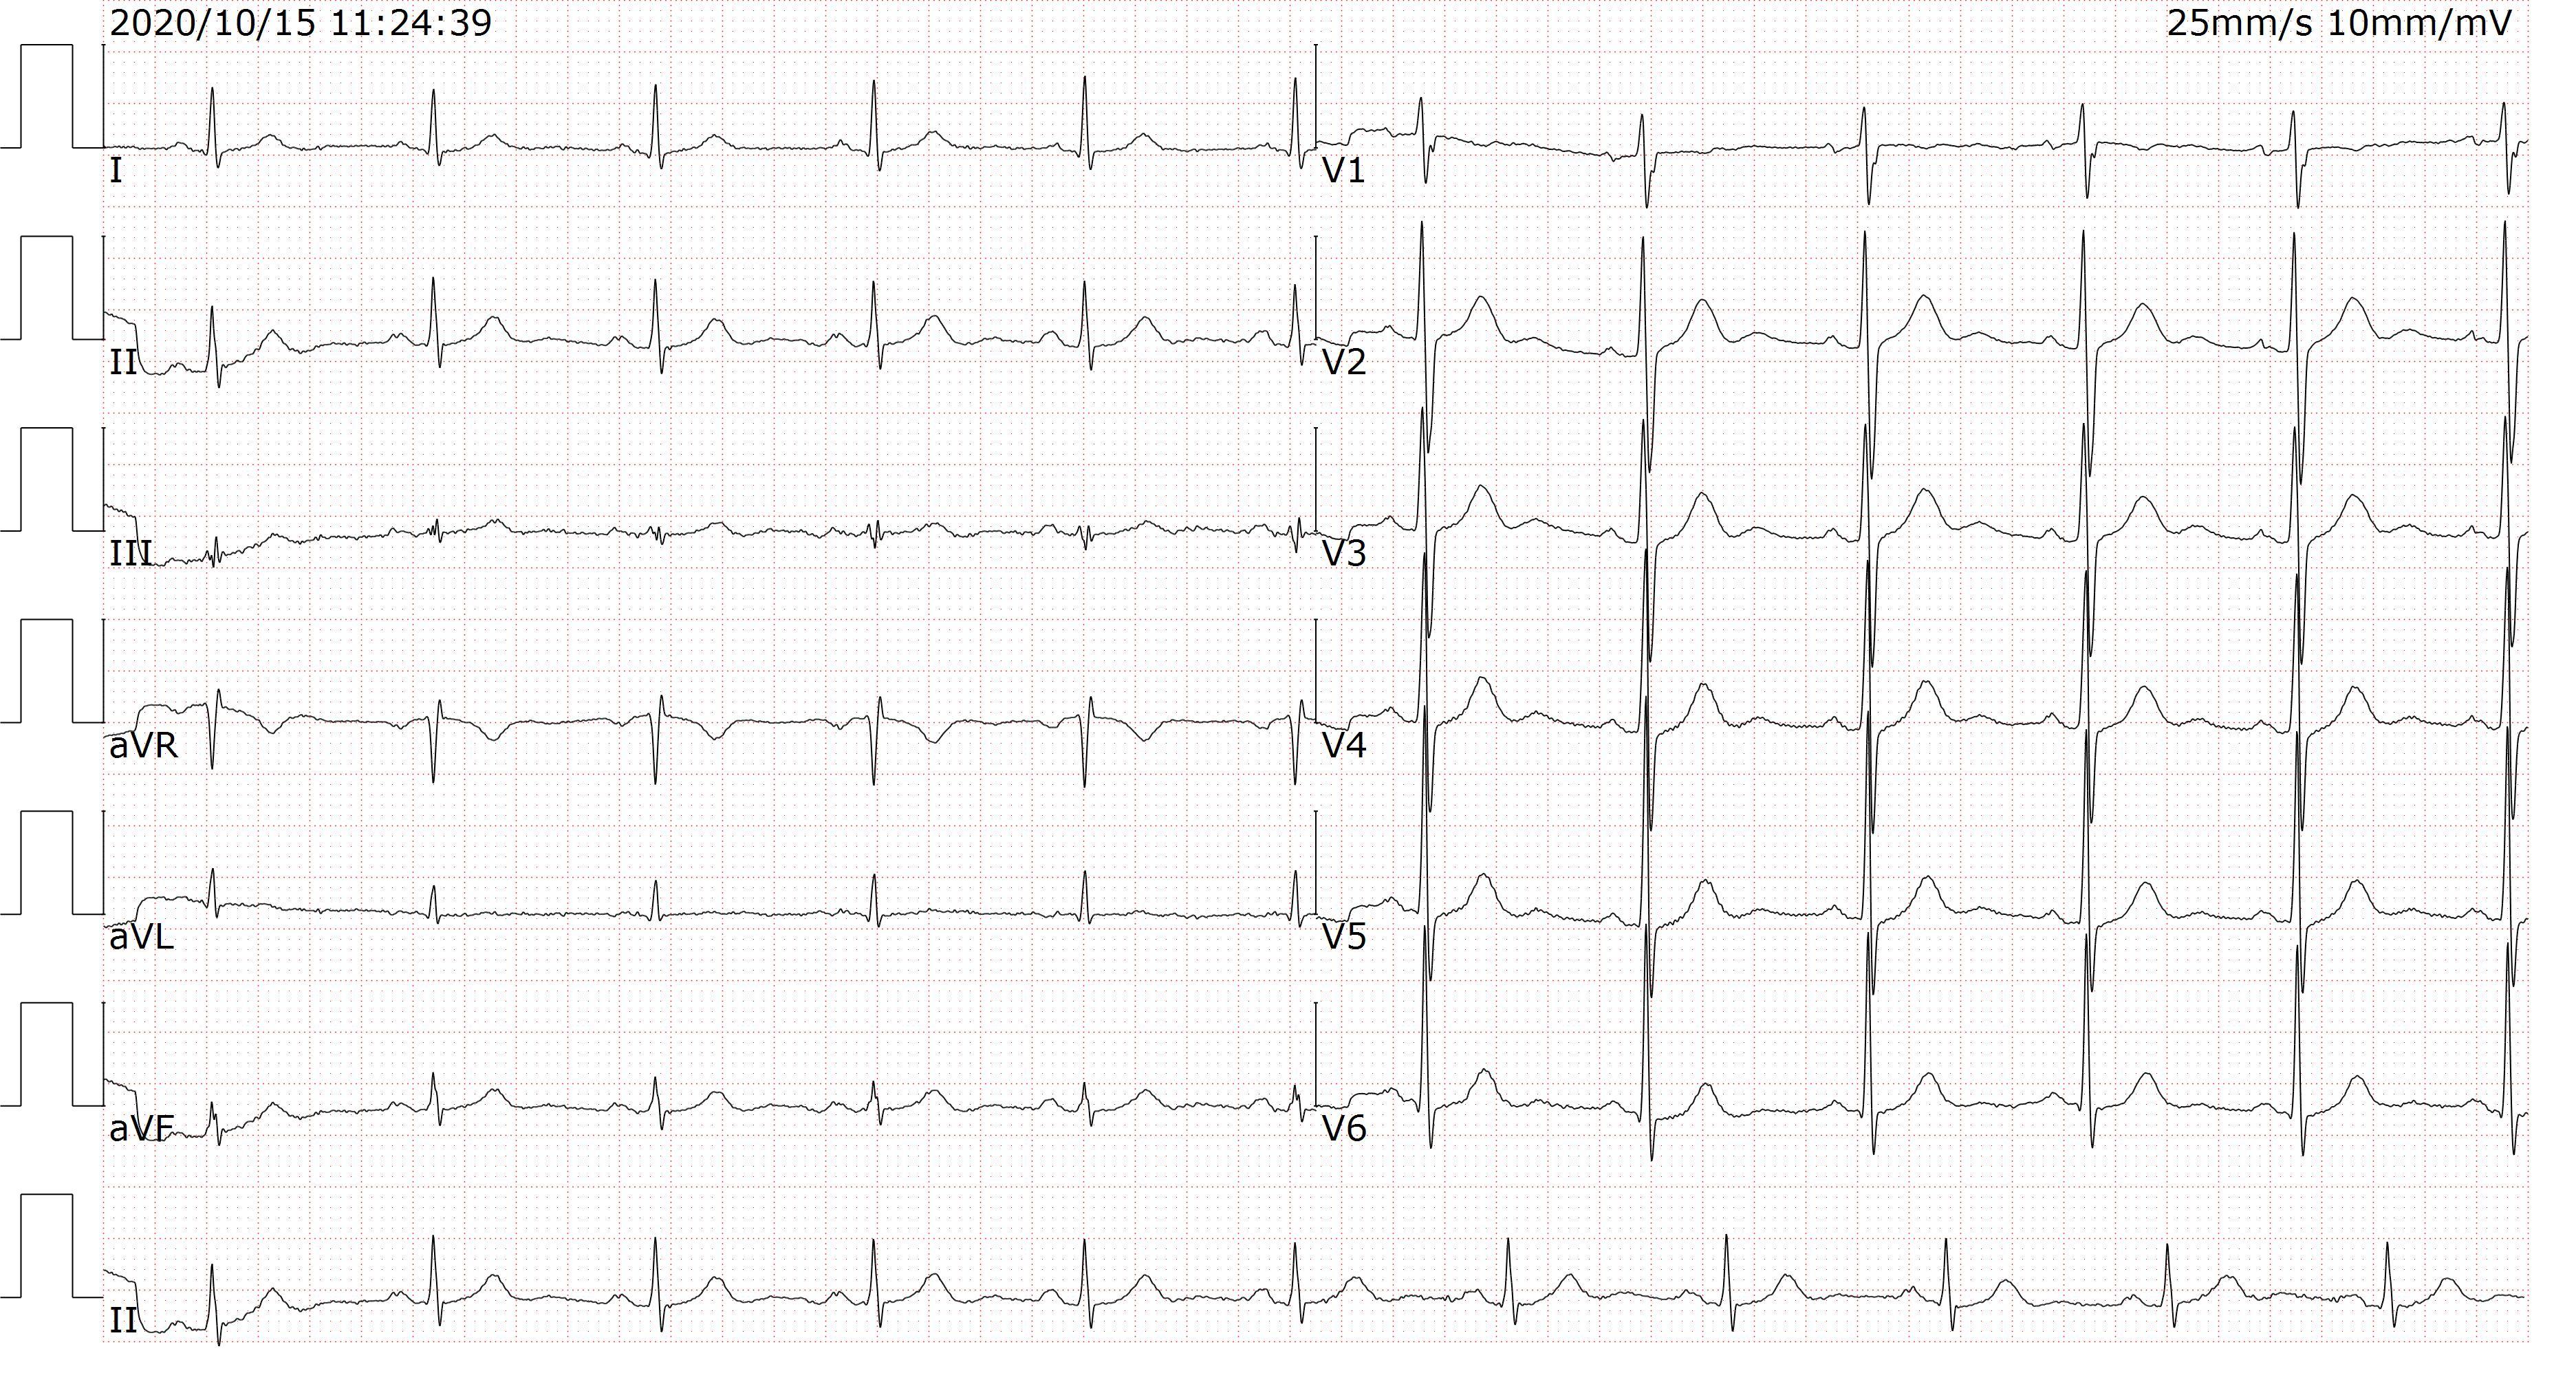 2020/10/15 11:24:39
25mm/s 10mm/mV
I
V1
II
V2
III
V3
aVR
V4
aVL
V5
aVF
V6
II